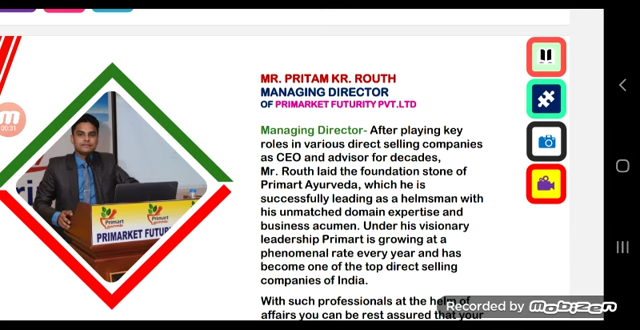 MR. PRITAM KR. ROUTH
MANAGING DIRECTOR
OF PRIMARKET FUTURITY PVT.LTD
Managing Director- After playing key
roles in various direct selling companies
as CEO and advisor for decades,
Mr. Routh laid the foundation stone of
Primart Ayurveda, which he is
successfully leading as a helmsman with
his unmatched domain expertise and
business acumen. Under his visionary
leadership Primart is growing at a
phenomenal rate every year and has
become one of the top direct selling
companies of India.
With such professionals at the helm of
affairs you can be rest assured that your
00:31
Primart
Primart
PRIMARKET FUTUR
Recorded by Mobizen